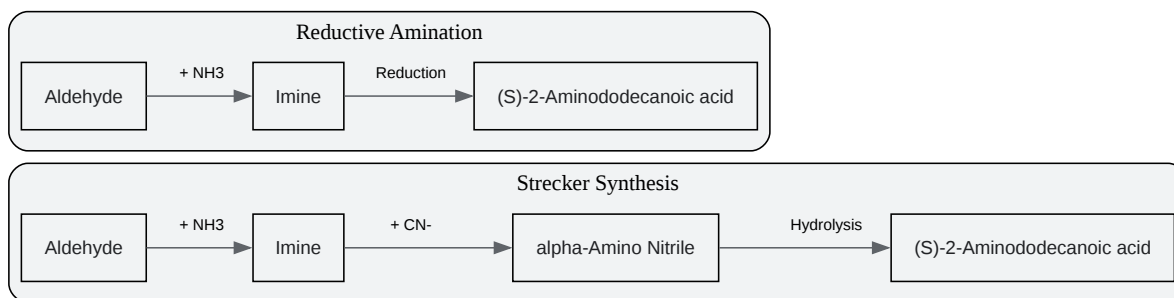 Reductive Amination
Aldehyde
+ NH3
Imine
Reduction
(S)-2-Aminododecanoic acid
Strecker Synthesis
Aldehyde
+ NH3
Imine
+ CN-
alpha-Amino Nitrile
Hydrolysis
(S)-2-Aminododecanoic acid